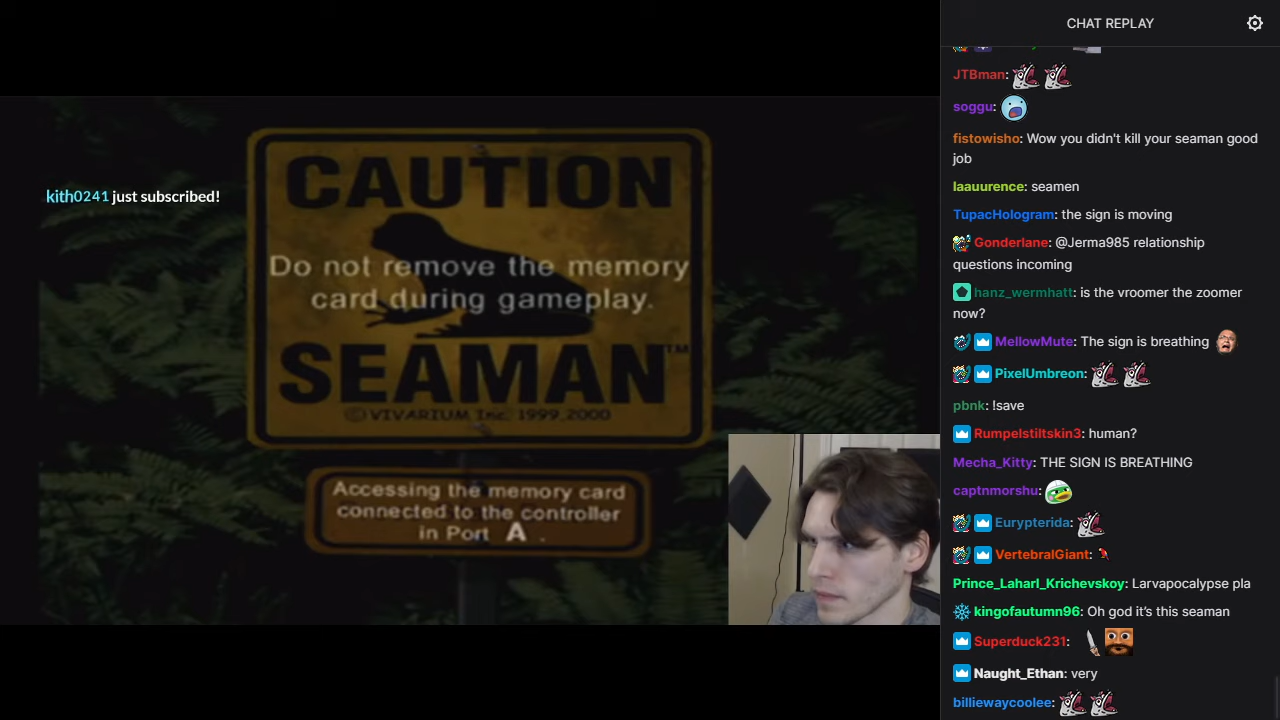 CHAT REPLAY
JTBman:
soggu:
fistowisho: Wow you didn't kill your seaman good
job
laauurence: seamen
TupacHologram: the sign is moving
Gonderlane: @Jerma985 relationship
questions incoming
hanz_wermhatt: is the vroomer the zoomer
now?
MellowMute: The sign is breathing
PixelUmbreon:
pbnk: !save
Rumpelstiltskin3: human?
Mecha_Kitty: THE SIGN IS BREATHING
captnmorshu:
Eurypterida:
VertebralGiant:
Prince_Laharl_Krichevskoy: Larvapocalypse pla
kingofautumn96: Oh god it's this seaman
Superduck231:
Naught_Ethan: very
billiewaycoolee:
kith0241 just subscribed!
CAUTION
Do not remove the memory
card during gameplay.
SEAMAN™
© VIVARIUM Inc. 1999,2000
Accessing the memory card
connected to the controller
in Port A .